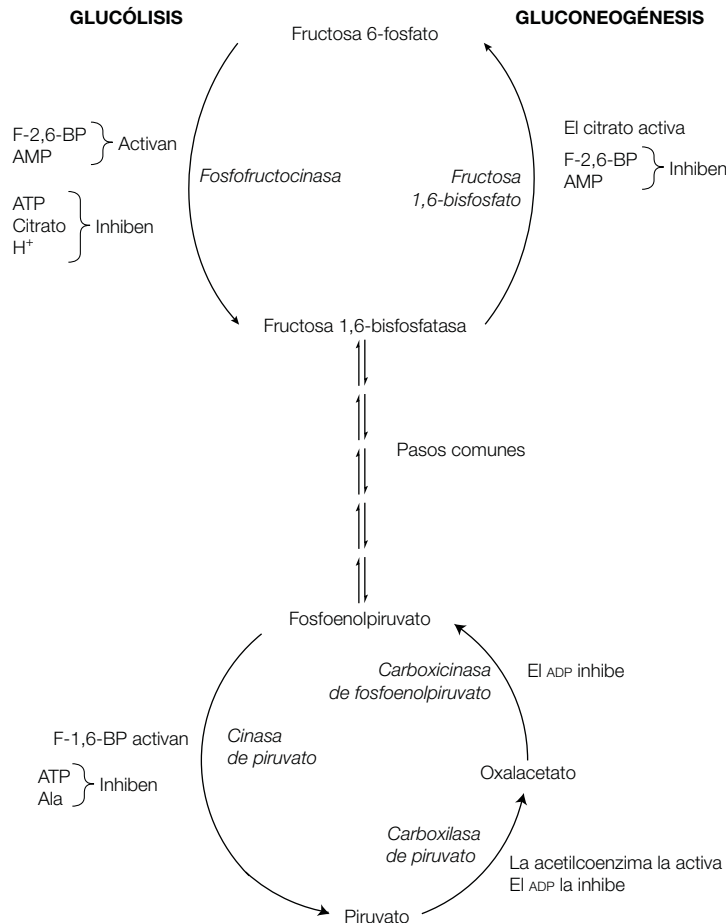 GLUCÓLISIS
GLUCONEOGÉNESIS
Fructosa 6-fosfato
F-2,6-BP
AMP
Activan
ATP
Citrato
H⁺
Inhiben
Fosfofructocinasa
Fructosa
1,6-bisfosfato
El citrato activa
F-2,6-BP
AMP
Inhiben
Fructosa 1,6-bisfosfatasa
Pasos comunes
Fosfoenolpiruvato
Carboxicinasa
de fosfoenolpiruvato
El ADP inhibe
F-1,6-BP activan
ATP
Ala
Inhiben
Cinasa
de piruvato
Oxalacetato
Carboxilasa
de piruvato
La acetilcoenzima la activa
El ADP la inhibe
Piruvato